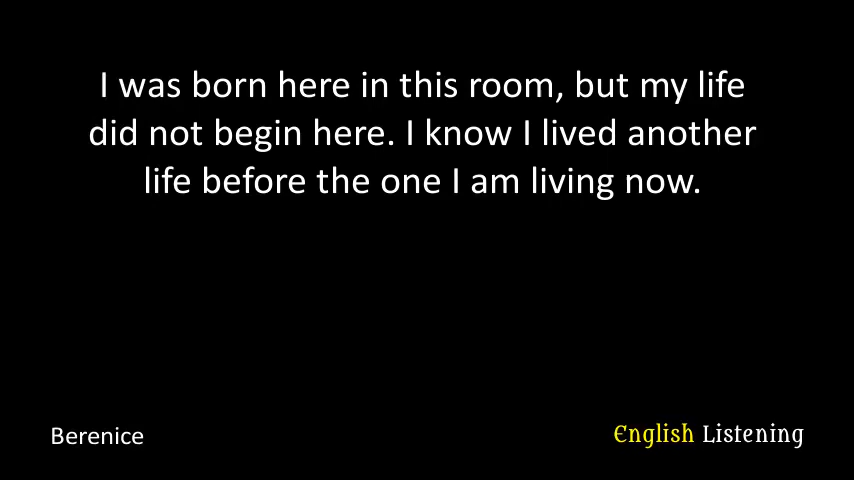 I was born here in this room, but my life
did not begin here. I know I lived another
life before the one I am living now.
Berenice
English Listening